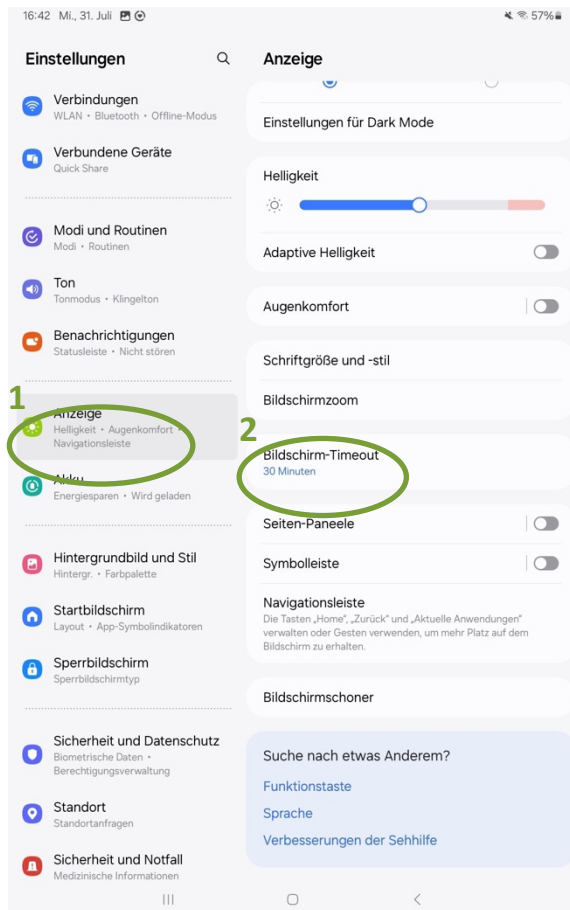 16:42 Mi., 31. Juli
57%
Einstellungen
Verbindungen
WLAN • Bluetooth • Offline-Modus
Verbundene Geräte
Quick Share
Modi und Routinen
Modi • Routinen
Ton
Tonmodus • Klingelton
Benachrichtigungen
Statusleiste • Nicht stören
1
Anzeige
Helligkeit • Augenkomfort •
Navigationsleiste
Akku
Energiesparen • Wird geladen
Hintergrundbild und Stil
Hintergr. • Farbpalette
Startbildschirm
Layout • App-Symbolindikatoren
Sperrbildschirm
Sperrbildschirmtyp
Sicherheit und Datenschutz
Biometrische Daten •
Berechtigungsverwaltung
Standort
Standortanfragen
Sicherheit und Notfall
Medizinische Informationen
Anzeige
Einstellungen für Dark Mode
Helligkeit
Adaptive Helligkeit
Augenkomfort
Schriftgröße und -stil
Bildschirmzoom
2
Bildschirm-Timeout
30 Minuten
Seiten-Paneele
Symbolleiste
Navigationsleiste
Die Tasten „Home“, „Zurück“ und „Aktuelle Anwendungen“
verwalten oder Gesten verwenden, um mehr Platz auf dem
Bildschirm zu erhalten.
Bildschirmschoner
Suche nach etwas Anderem?
Funktionstaste
Sprache
Verbesserungen der Sehhilfe